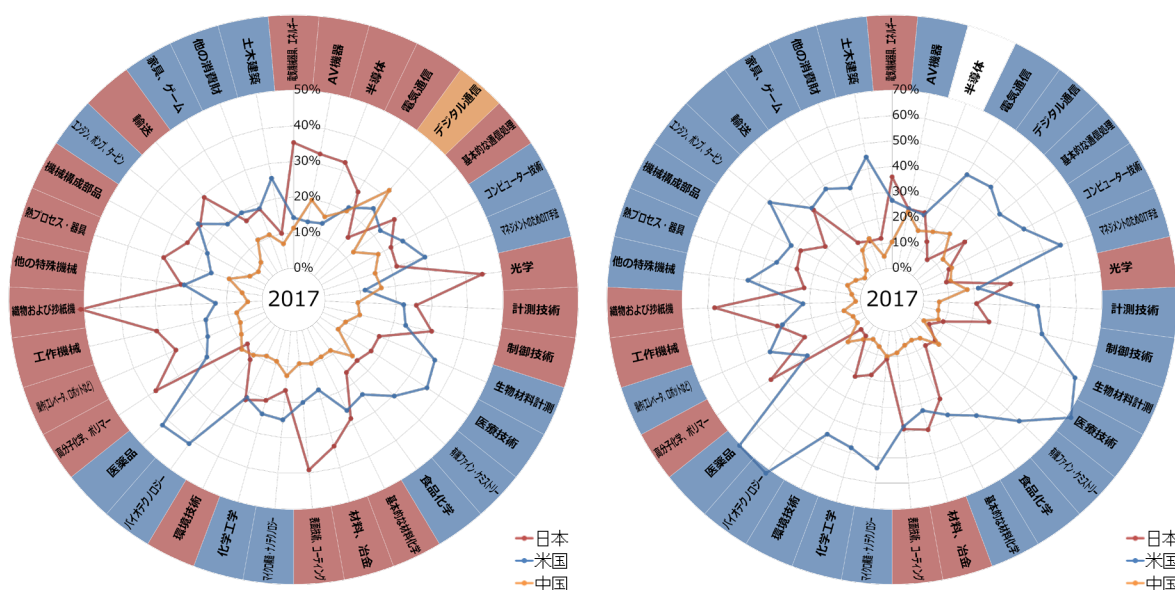 電気機械器具、エネルギー
AV機器
半導体
電気通信
デジタル通信
基本的な通信処理
コンピューター技術
マネジメントのためのIT手法
光学
計測技術
制御技術
生物材料計測
医療技術
有機ファイン・ケミストリー
食品化学
基本的な材料化学
材料、冶金
表面技術、コーティング
マイクロ構造・ナノテクノロジー
化学工学
環境技術
バイオテクノロジー
医薬品
高分子化学、ポリマー
操作(エレベータ、ロボットなど)
工作機械
織物および抄紙機
他の特殊機械
熱プロセス・器具
機械構成部品
エンジン、ポンプ、タービン
輸送
家具、ゲーム
他の消費財
土木建築
50%
40%
30%
20%
10%
0%
2017
日本
米国
中国
電気機械器具、エネルギー
AV機器
半導体
電気通信
デジタル通信
基本的な通信処理
コンピューター技術
マネジメントのためのIT手法
光学
計測技術
制御技術
生物材料計測
医療技術
有機ファイン・ケミストリー
食品化学
基本的な材料化学
材料、冶金
表面技術、コーティング
マイクロ構造・ナノテクノロジー
化学工学
環境技術
バイオテクノロジー
医薬品
高分子化学、ポリマー
操作(エレベータ、ロボットなど)
工作機械
織物および抄紙機
他の特殊機械
熱プロセス・器具
機械構成部品
エンジン、ポンプ、タービン
輸送
家具、ゲーム
他の消費財
土木建築
70%
60%
50%
40%
30%
20%
10%
0%
2017
日本
米国
中国